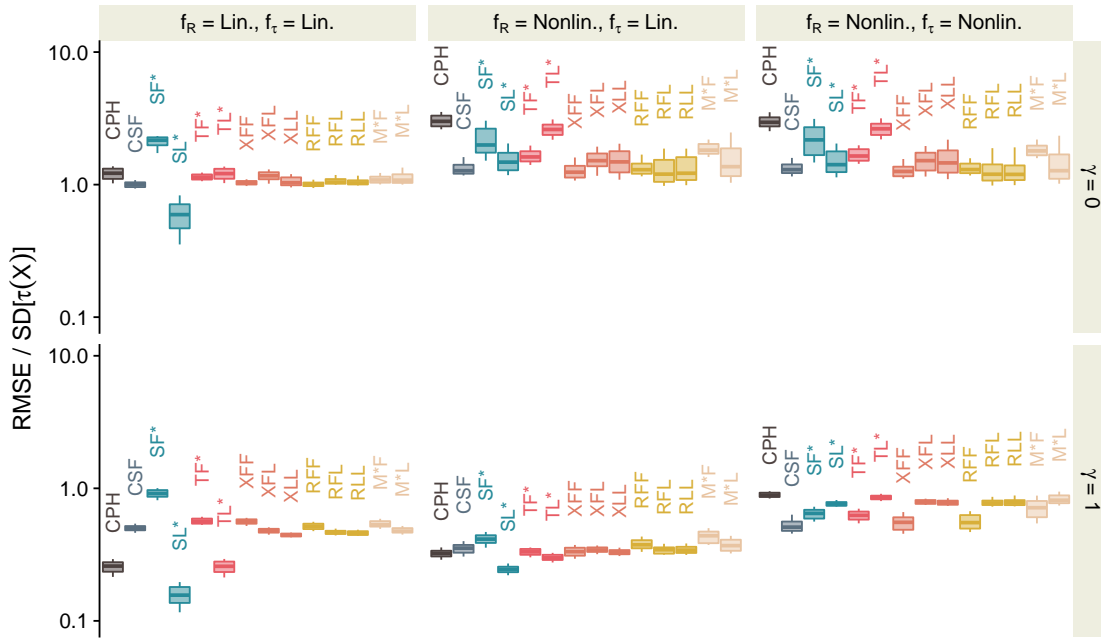 f_R = Lin., f_τ = Lin.
f_R = Nonlin., f_τ = Lin.
f_R = Nonlin., f_τ = Nonlin.
RMSE / SD[τ(X)]
10.0
1.0
0.1
CPH CSF SF* SL* TF* TL* XFF XFL XLL RFF RFL RLL M*F M*L
CPH CSF SF* SL* TF* TL* XFF XFL XLL RFF RFL RLL M*F M*L
CPH CSF SF* SL* TF* TL* XFF XFL XLL RFF RFL RLL M*F M*L
γ = 0
10.0
1.0
0.1
CPH CSF SF* SL* TF* TL* XFF XFL XLL RFF RFL RLL M*F M*L
CPH CSF SF* SL* TF* TL* XFF XFL XLL RFF RFL RLL M*F M*L
CPH CSF SF* SL* TF* TL* XFF XFL XLL RFF RFL RLL M*F M*L
γ = 1